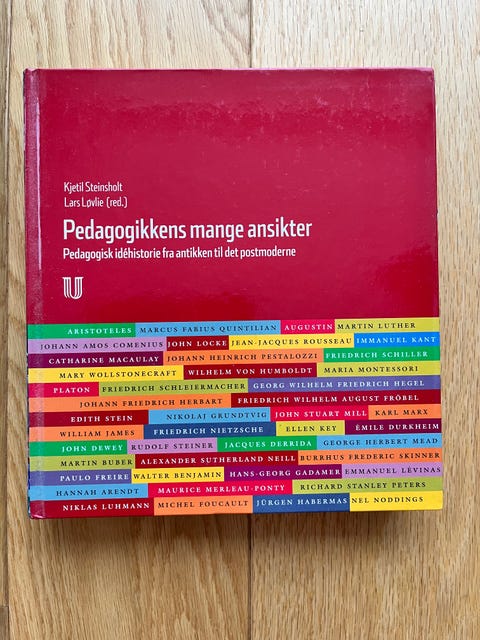 Kjetil Steinsholt
Lars Løvlie (red.)
Pedagogikkens mange ansikter
Pedagogisk idéhistorie fra antikken til det postmoderne
U
ARISTOTELES MARCUS FABIUS QUINTILIAN AUGUSTIN MARTIN LUTHER
JOHANN AMOS COMENIUS JOHN LOCKE JEAN-JACQUES ROUSSEAU IMMANUEL KANT
CATHARINE MACAULAY JOHANN HEINRICH PESTALOZZI FRIEDRICH SCHILLER
MARY WOLLSTONECRAFT WILHELM VON HUMBOLDT MARIA MONTESSORI
PLATON FRIEDRICH SCHLEIERMACHER GEORG WILHELM FRIEDRICH HEGEL
JOHANN FRIEDRICH HERBART FRIEDRICH WILHELM AUGUST FRÖBEL
EDITH STEIN NIKOLAJ GRUNDTVIG JOHN STUART MILL KARL MARX
WILLIAM JAMES FRIEDRICH NIETZSCHE ELLEN KEY ÉMILE DURKHEIM
JOHN DEWEY RUDOLF STEINER JACQUES DERRIDA GEORGE HERBERT MEAD
MARTIN BUBER ALEXANDER SUTHERLAND NEILL BURRHUS FREDERIC SKINNER
PAULO FREIRE WALTER BENJAMIN HANS-GEORG GADAMER EMMANUEL LÉVINAS
HANNAH ARENDT MAURICE MERLEAU-PONTY RICHARD STANLEY PETERS
NIKLAS LUHMANN MICHEL FOUCAULT JÜRGEN HABERMAS NEL NODDINGS